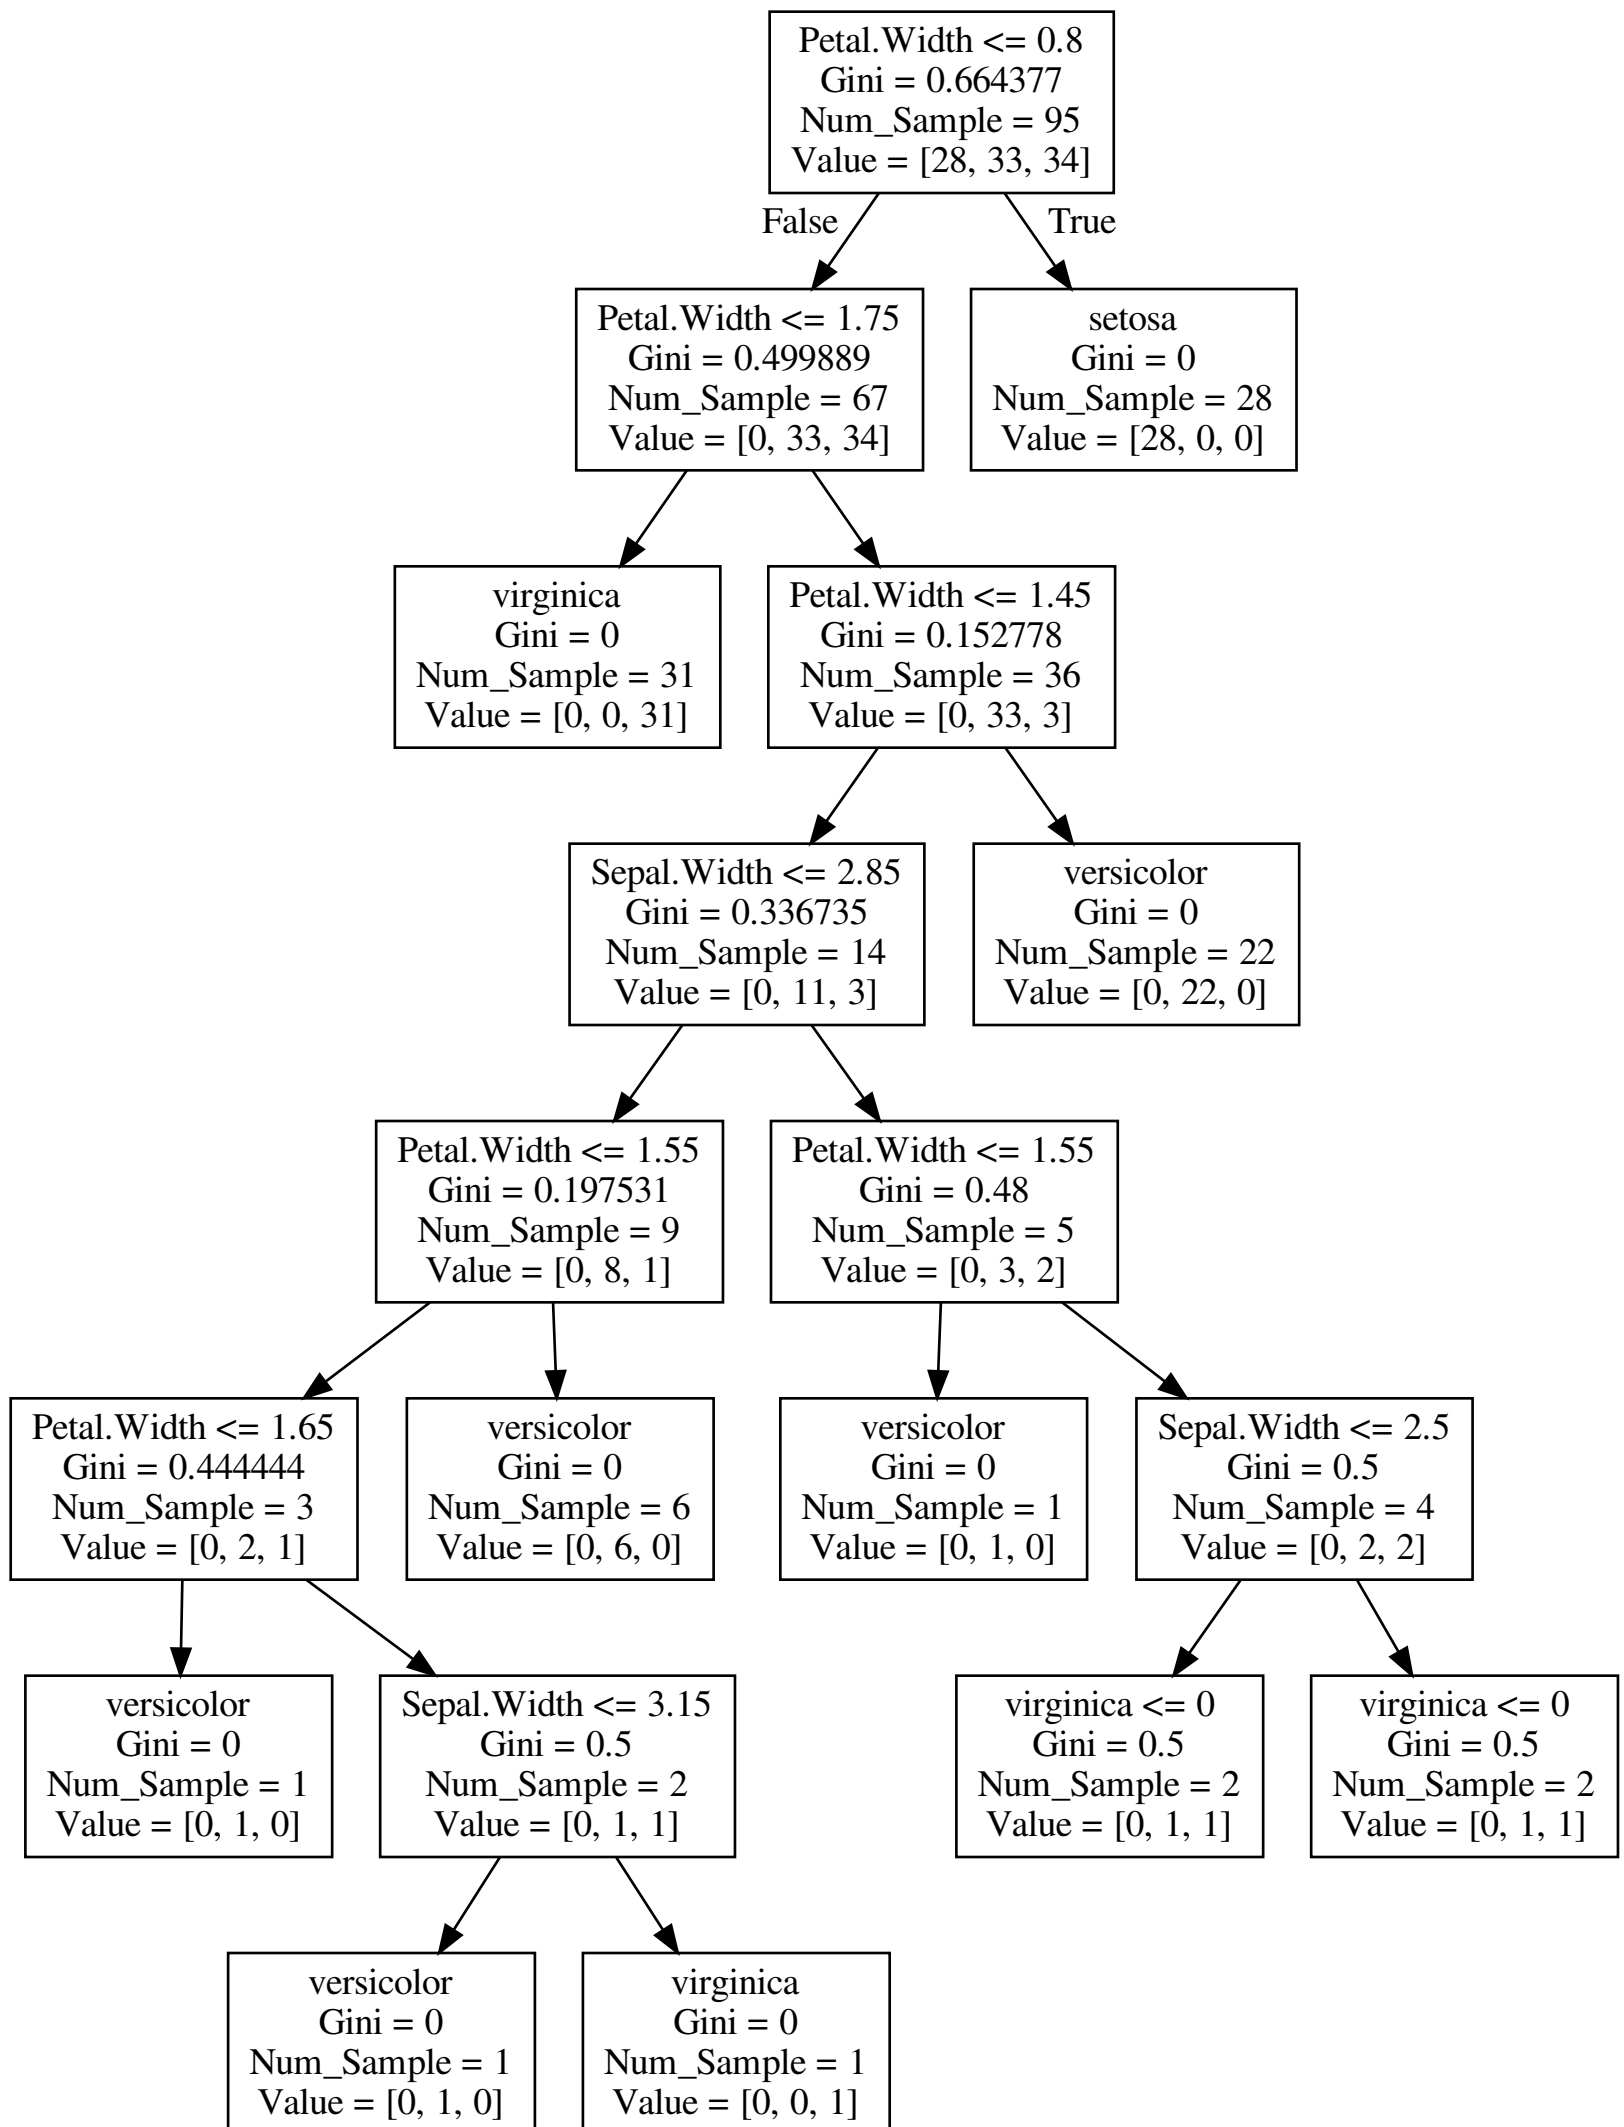 Petal.Width <= 0.8
Gini = 0.664377
Num_Sample = 95
Value = [28, 33, 34]
False
True
Petal.Width <= 1.75
Gini = 0.499889
Num_Sample = 67
Value = [0, 33, 34]
setosa
Gini = 0
Num_Sample = 28
Value = [28, 0, 0]
virginica
Gini = 0
Num_Sample = 31
Value = [0, 0, 31]
Petal.Width <= 1.45
Gini = 0.152778
Num_Sample = 36
Value = [0, 33, 3]
Sepal.Width <= 2.85
Gini = 0.336735
Num_Sample = 14
Value = [0, 11, 3]
versicolor
Gini = 0
Num_Sample = 22
Value = [0, 22, 0]
Petal.Width <= 1.55
Gini = 0.197531
Num_Sample = 9
Value = [0, 8, 1]
Petal.Width <= 1.55
Gini = 0.48
Num_Sample = 5
Value = [0, 3, 2]
Petal.Width <= 1.65
Gini = 0.444444
Num_Sample = 3
Value = [0, 2, 1]
versicolor
Gini = 0
Num_Sample = 6
Value = [0, 6, 0]
versicolor
Gini = 0
Num_Sample = 1
Value = [0, 1, 0]
Sepal.Width <= 2.5
Gini = 0.5
Num_Sample = 4
Value = [0, 2, 2]
versicolor
Gini = 0
Num_Sample = 1
Value = [0, 1, 0]
Sepal.Width <= 3.15
Gini = 0.5
Num_Sample = 2
Value = [0, 1, 1]
virginica <= 0
Gini = 0.5
Num_Sample = 2
Value = [0, 1, 1]
virginica <= 0
Gini = 0.5
Num_Sample = 2
Value = [0, 1, 1]
versicolor
Gini = 0
Num_Sample = 1
Value = [0, 1, 0]
virginica
Gini = 0
Num_Sample = 1
Value = [0, 0, 1]